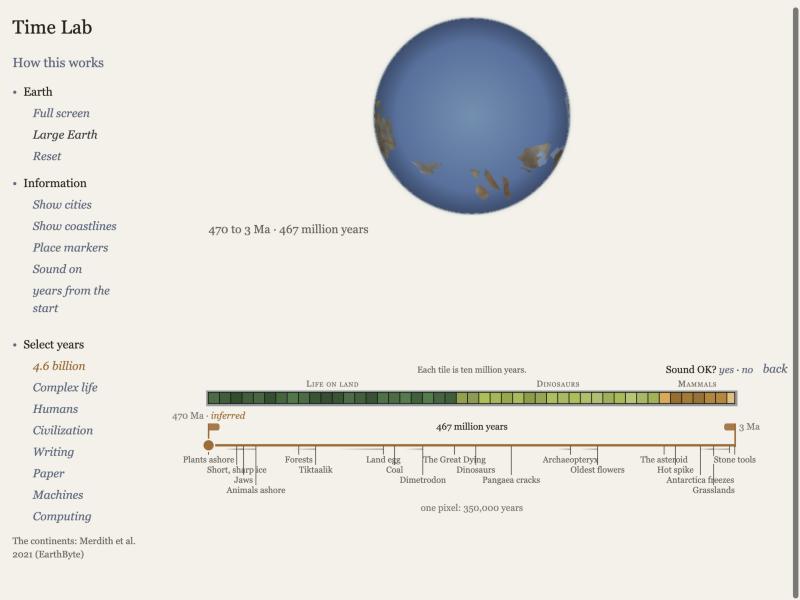 Time Lab
How this works
• Earth
Full screen
Large Earth
Reset
• Information
Show cities
Show coastlines
Place markers
Sound on
years from the
start
• Select years
4.6 billion
Complex life
Humans
Civilization
Writing
Paper
Machines
Computing
The continents: Merdith et al.
2021 (EarthByte)
470 to 3 Ma · 467 million years
Each tile is ten million years.
Sound OK? yes · no back
Life on land Dinosaurs Mammals
470 Ma · inferred
467 million years
3 Ma
Plants ashore Forests Land egg The Great Dying Archaeopteryx The asteroid Stone tools
Short, sharp ice Tiktaalik Coal Dinosaurs Oldest flowers Hot spike
Jaws Dimetrodon Pangaea cracks Antarctica freezes
Animals ashore Grasslands
one pixel: 350,000 years